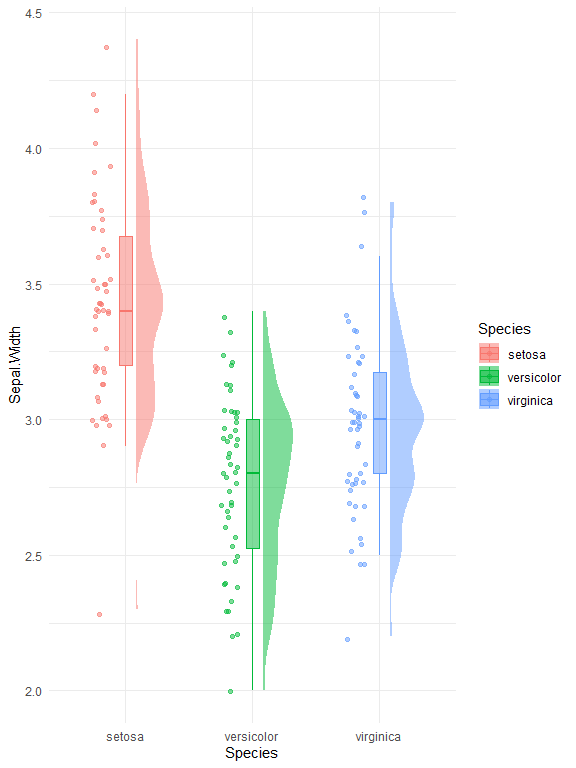 4.5
4.0
3.5
3.0
2.5
2.0
Sepal.Width
setosa versicolor virginica
Species
Species
setosa
versicolor
virginica